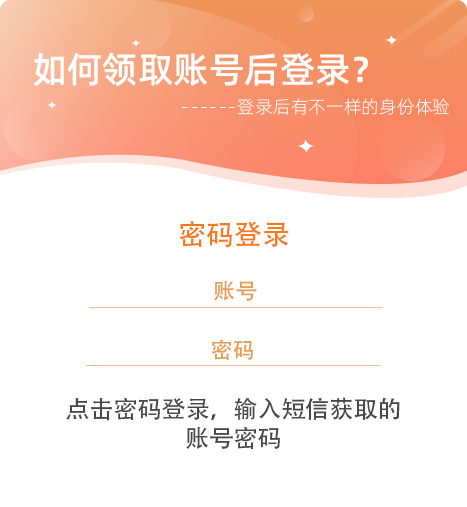 如何领取账号后登录？
------登录后有不一样的身份体验
密码登录
账号
密码
点击密码登录，输入短信获取的
账号密码